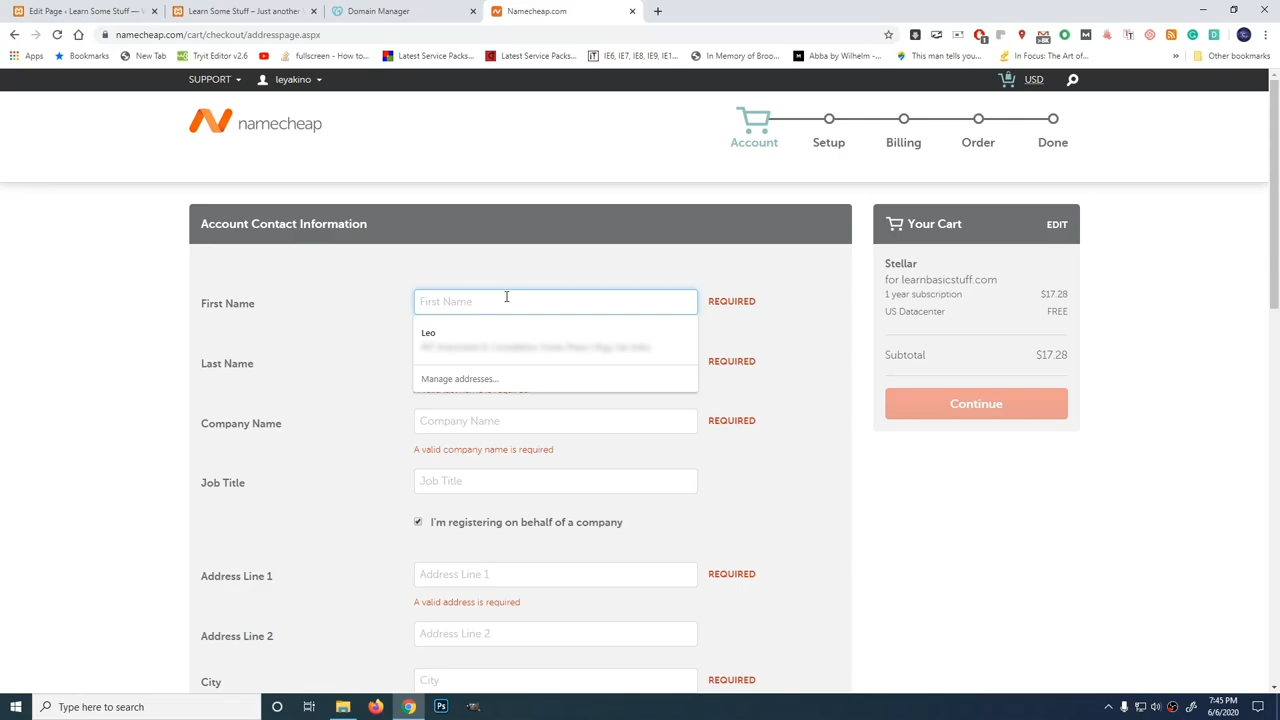 Edit Page ‹ Learn Some Stuff —
Learn Some Stuff – Just another
Domain Manager
Namecheap.com
namecheap.com/cart/checkout/addresspage.aspx
Apps
Bookmarks
New Tab
Tryit Editor v2.6
fullscreen - How to...
Latest Service Packs...
Latest Service Packs...
IE6, IE7, IE8, IE9, IE1...
In Memory of Broo...
Abba by Wilhelm -...
This man tells you...
In Focus: The Art of...
»
Other bookmarks
SUPPORT
leyakino
USD
namecheap
Account
Setup
Billing
Order
Done
Account Contact Information
First Name
First Name
REQUIRED
Leo
Manage addresses...
Last Name
REQUIRED
Company Name
Company Name
REQUIRED
A valid company name is required
Job Title
Job Title
I'm registering on behalf of a company
Address Line 1
Address Line 1
REQUIRED
A valid address is required
Address Line 2
Address Line 2
City
City
REQUIRED
Your Cart
EDIT
Stellar
for learnbasicstuff.com
1 year subscription $17.28
US Datacenter FREE
Subtotal $17.28
Continue
Type here to search
7:45 PM
6/6/2020